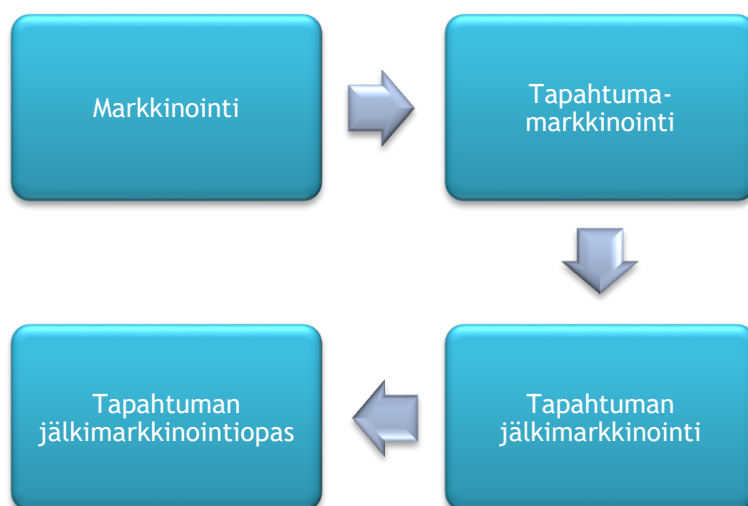 Markkinointi
Tapahtuma-
markkinointi
Tapahtuman
jälkimarkkinointiopas
Tapahtuman
jälkimarkkinointi